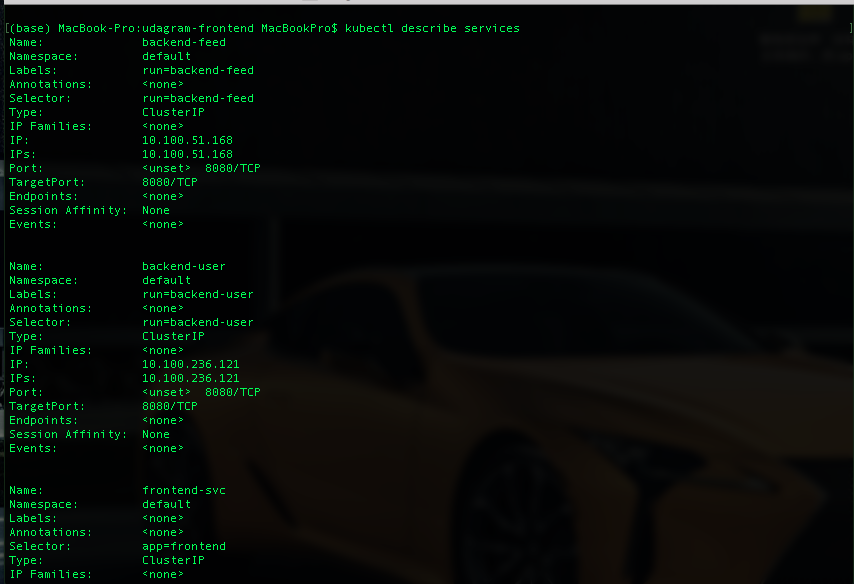 [(base) MacBook-Pro:udagram-frontend MacBookPro$ kubectl describe services ]
Name: backend-feed
Namespace: default
Labels: run=backend-feed
Annotations: <none>
Selector: run=backend-feed
Type: ClusterIP
IP Families: <none>
IP: 10.100.51.168
IPs: 10.100.51.168
Port: <unset> 8080/TCP
TargetPort: 8080/TCP
Endpoints: <none>
Session Affinity: None
Events: <none>
Name: backend-user
Namespace: default
Labels: run=backend-user
Annotations: <none>
Selector: run=backend-user
Type: ClusterIP
IP Families: <none>
IP: 10.100.236.121
IPs: 10.100.236.121
Port: <unset> 8080/TCP
TargetPort: 8080/TCP
Endpoints: <none>
Session Affinity: None
Events: <none>
Name: frontend-svc
Namespace: default
Labels: <none>
Annotations: <none>
Selector: app=frontend
Type: ClusterIP
IP Families: <none>